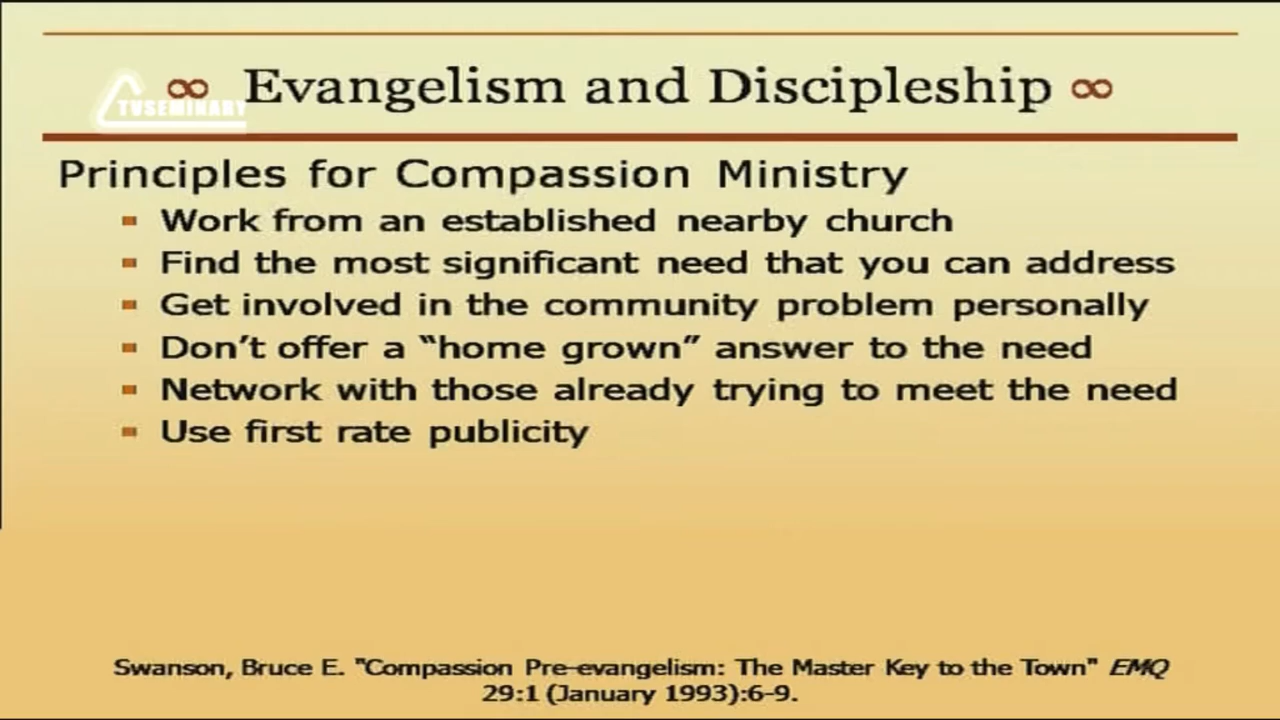 ∞ Evangelism and Discipleship ∞
TVSEMINARY
Principles for Compassion Ministry
▪ Work from an established nearby church
▪ Find the most significant need that you can address
▪ Get involved in the community problem personally
▪ Don’t offer a “home grown” answer to the need
▪ Network with those already trying to meet the need
▪ Use first rate publicity
Swanson, Bruce E. "Compassion Pre-evangelism: The Master Key to the Town" EMQ
29:1 (January 1993):6-9.